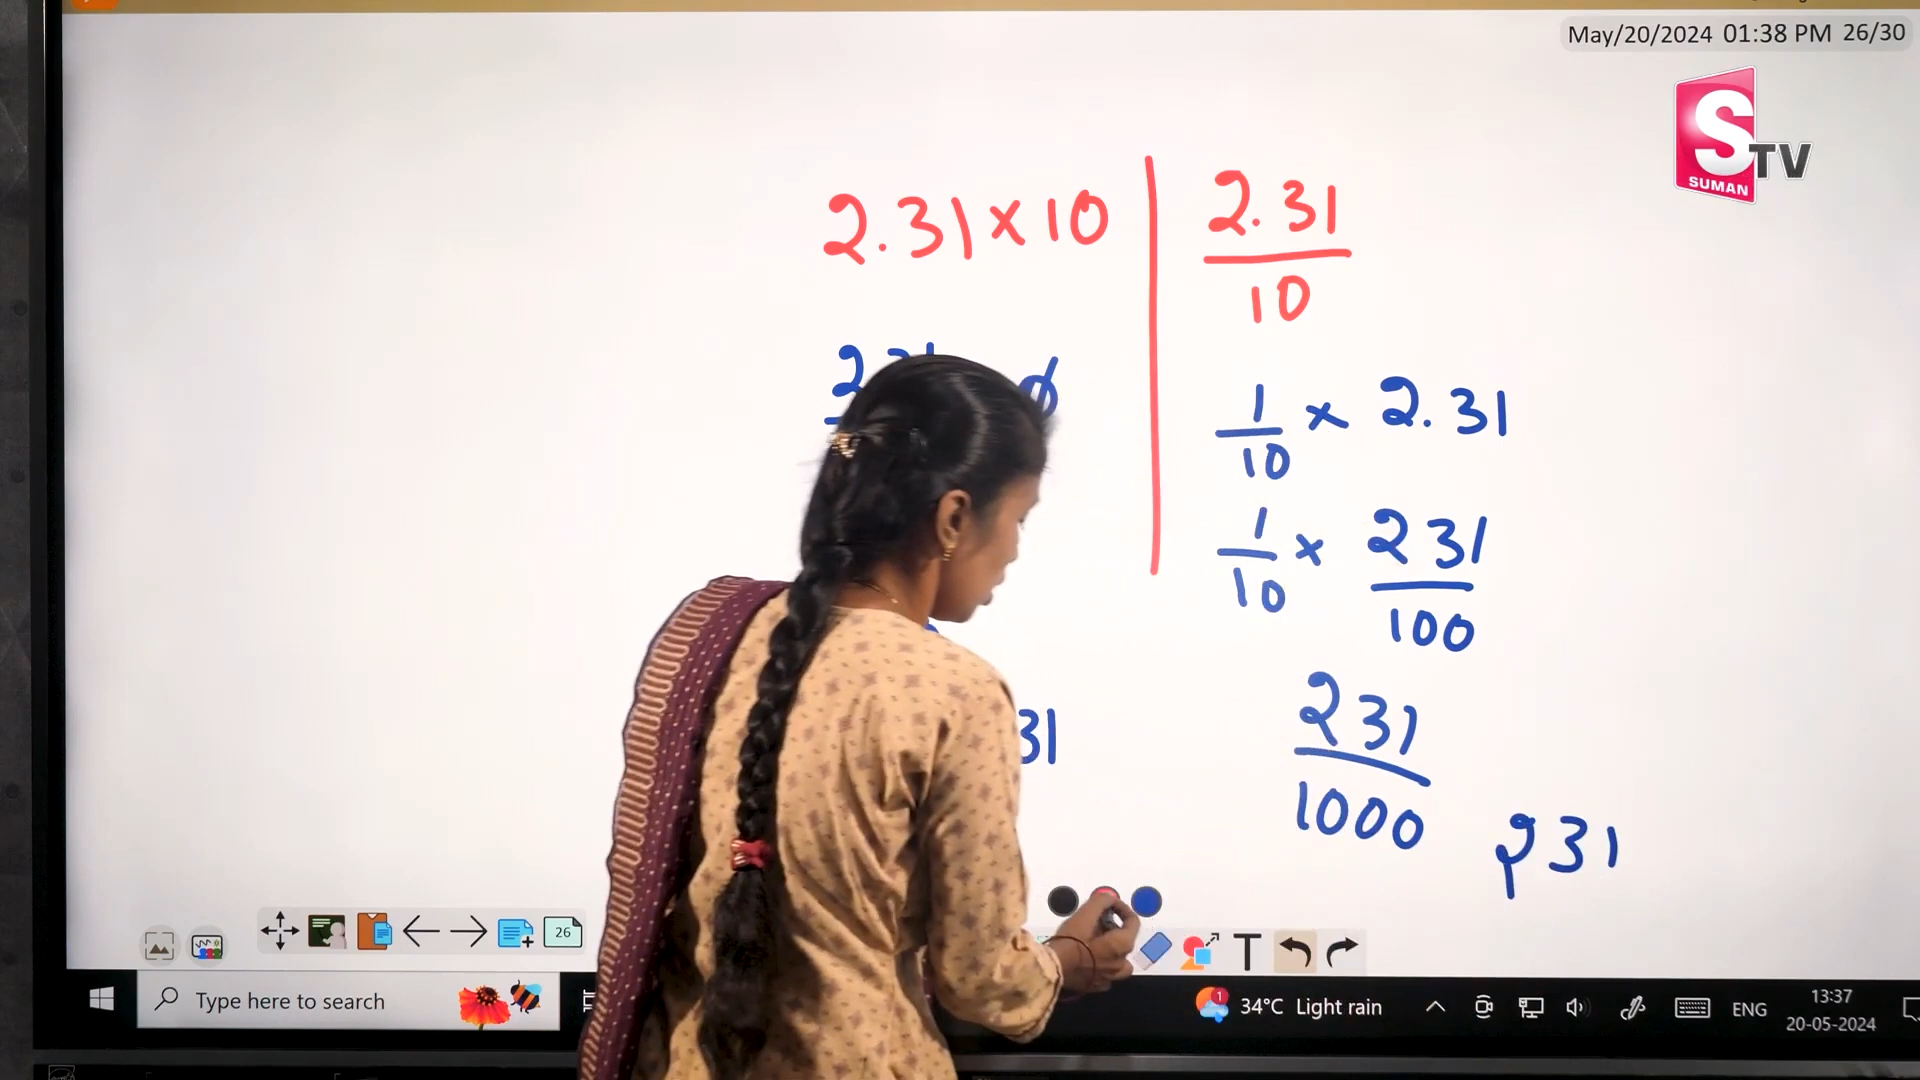 May/20/2024 01:38 PM 26/30
S TV
SUMAN
2.31 × 10
2.31
10
1/10 × 2.31
1/10 × 231/100
31
231
1000
231
26
T
Type here to search
1
34°C Light rain
ENG
13:37
20-05-2024